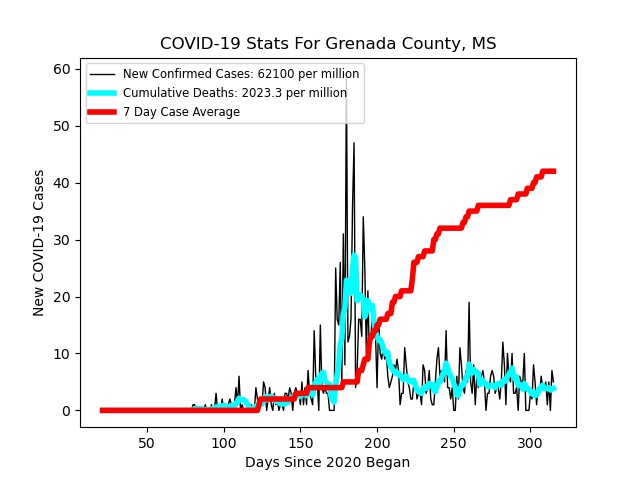 COVID-19 Stats For Grenada County, MS
New Confirmed Cases: 62100 per million
Cumulative Deaths: 2023.3 per million
7 Day Case Average
New COVID-19 Cases
60
50
40
30
20
10
0
50 100 150 200 250 300
Days Since 2020 Began